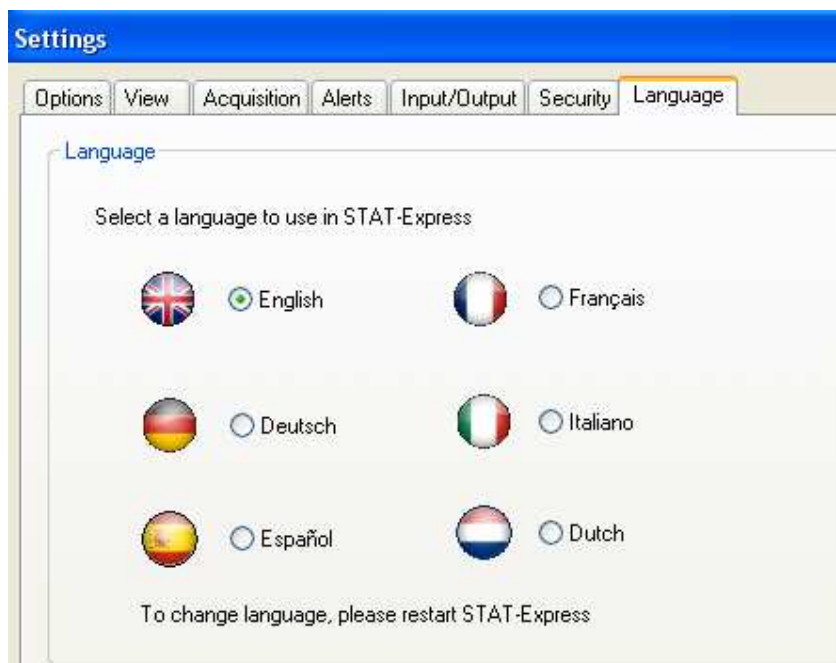 Settings
Options View Acquisition Alerts Input/Output Security Language
Language
Select a language to use in STAT-Express
English Français
Deutsch Italiano
Español Dutch
To change language, please restart STAT-Express